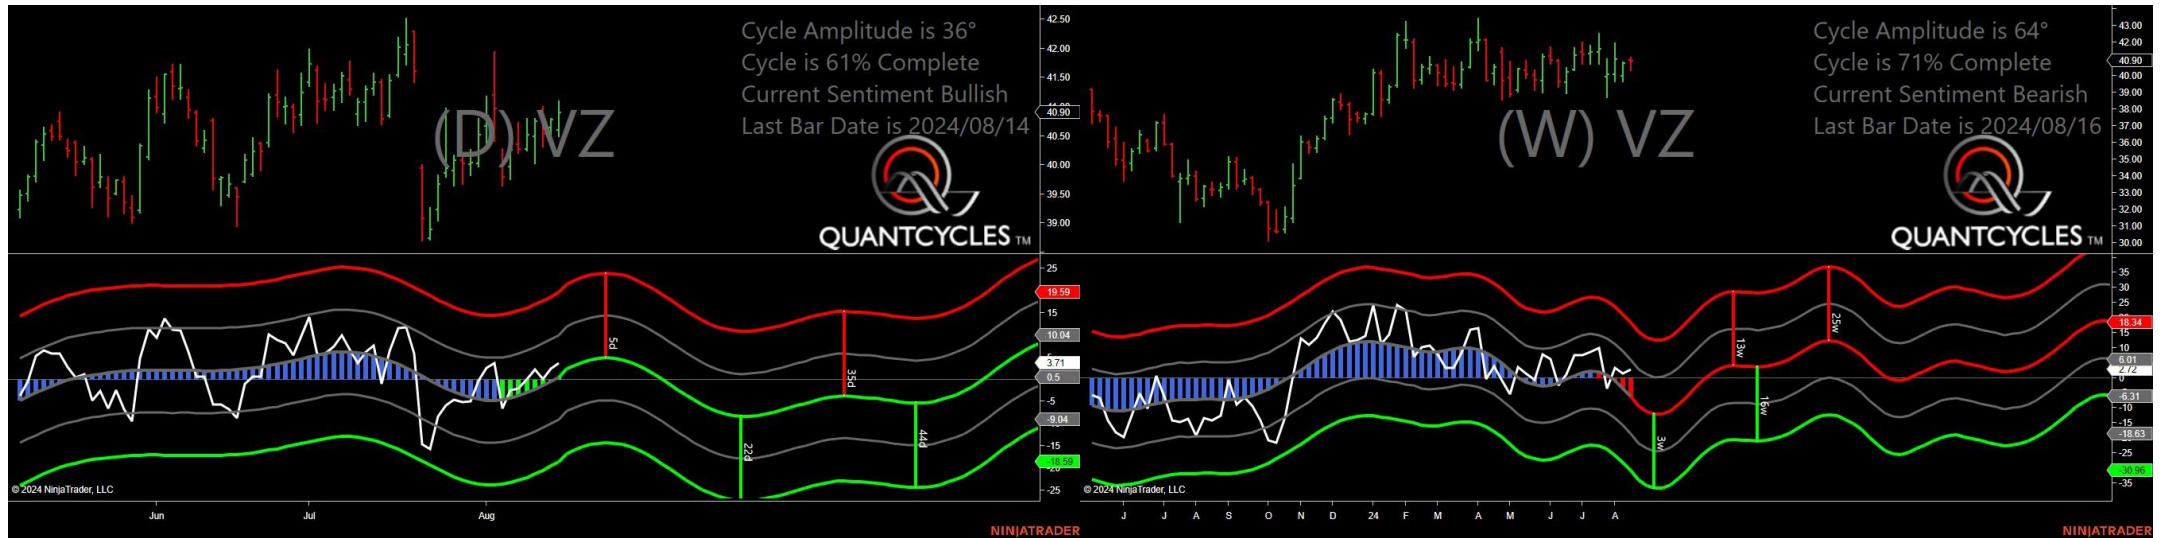 Cycle Amplitude is 36°
Cycle is 61% Complete
Current Sentiment Bullish
Last Bar Date is 2024/08/14
(D) VZ
QUANTCYCLES TM
42.50
42.00
41.50
40.90
40.50
40.00
39.50
39.00
25
19.59
15
10.04
3.71
0.5
-5
-9.04
-15
-18.59
-25
5d
22d
35d
44d
© 2024 NinjaTrader, LLC
Jun
Jul
Aug
NINJATRADER
Cycle Amplitude is 64°
Cycle is 71% Complete
Current Sentiment Bearish
Last Bar Date is 2024/08/16
(W) VZ
QUANTCYCLES TM
43.00
42.00
40.90
40.00
39.00
38.00
37.00
36.00
35.00
34.00
33.00
32.00
31.00
30.00
35
30
25
18.34
15
10
6.01
2.72
0
-6.31
-10
-15
-18.63
-25
-30.96
-35
3w
13w
16w
25w
© 2024 NinjaTrader, LLC
J J A S O N D 24 F M A M J J A
NINJATRADER